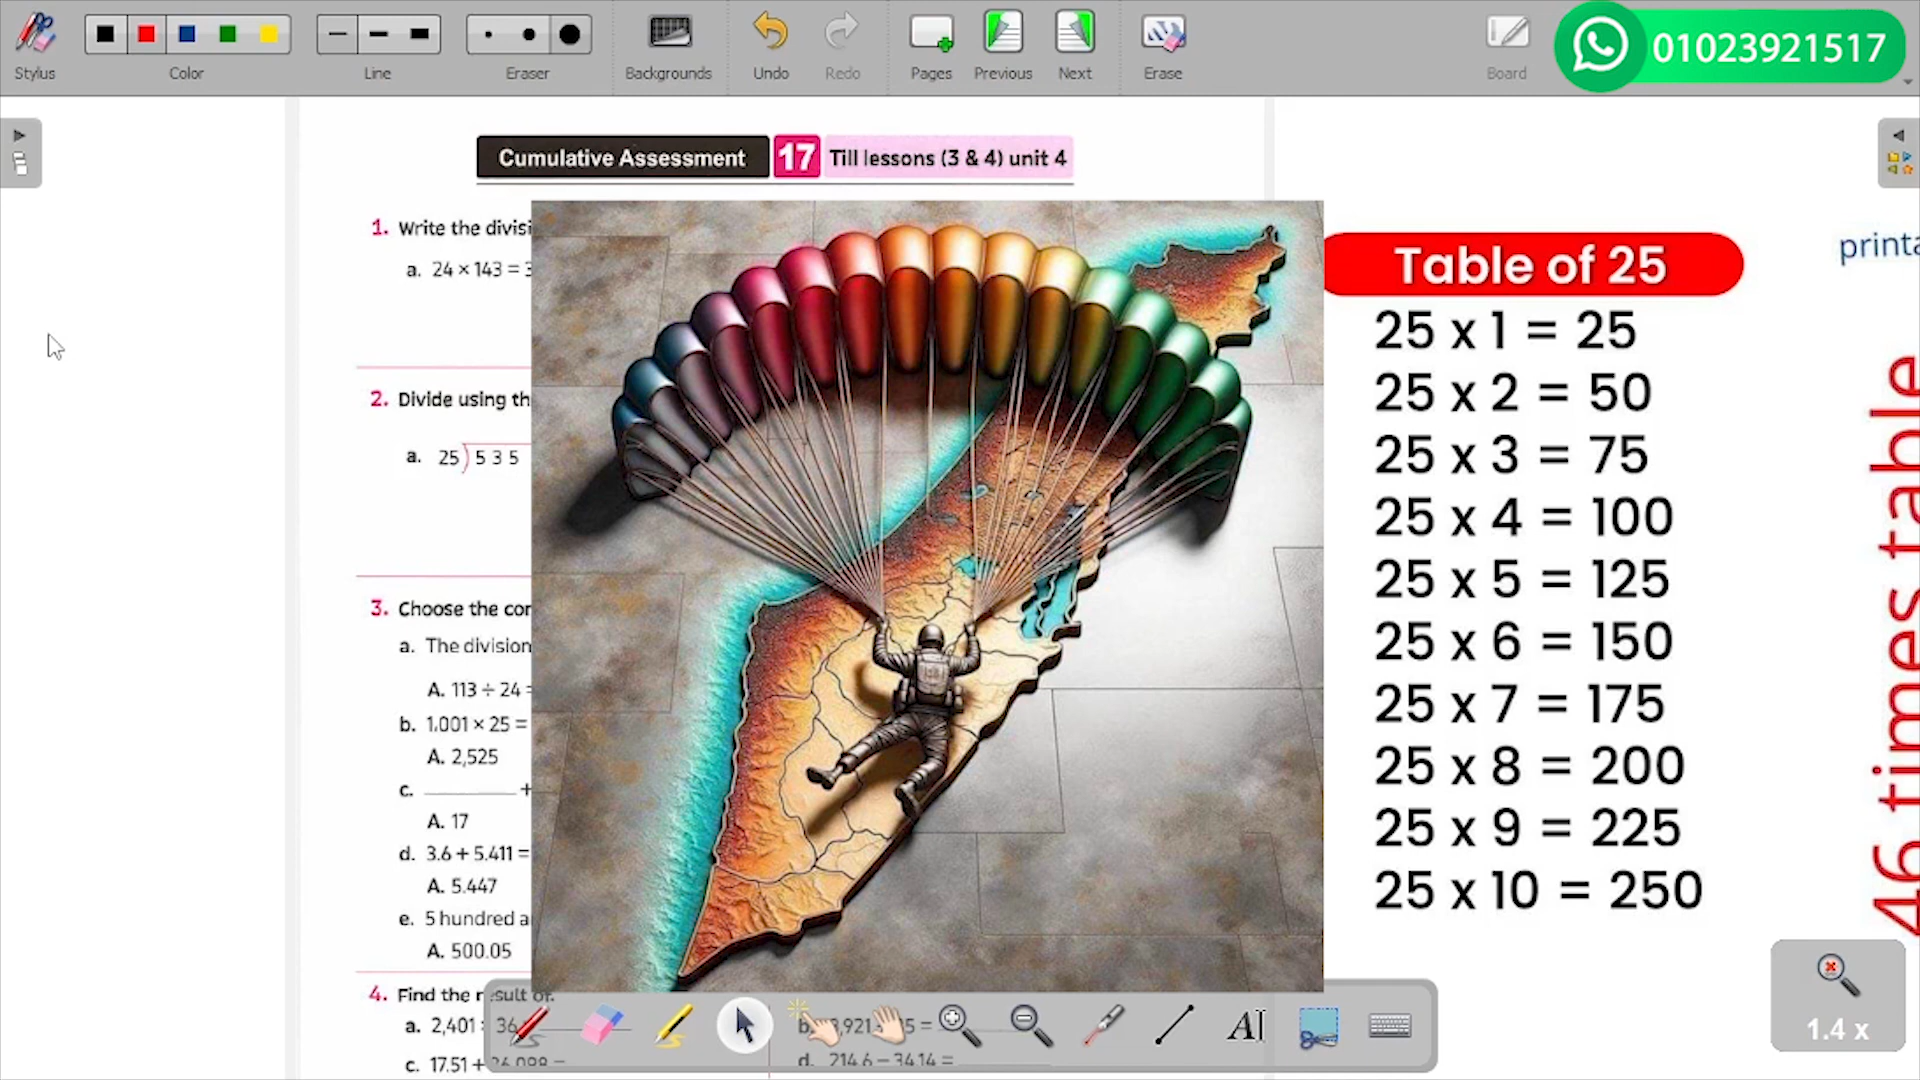 Stylus
Color
Line
Eraser
Backgrounds
Undo
Redo
Pages
Previous
Next
Erase
Board
01023921517
Cumulative Assessment 17 Till lessons (3 & 4) unit 4
1. Write the divisi
a. 24 × 143 = 3
2. Divide using th
a. 25 5 3 5
3. Choose the cor
a. The division
A. 113 ÷ 24 =
b. 1,001 × 25 =
A. 2,525
c. ________ +
A. 17
d. 3.6 + 5.411 =
A. 5.447
e. 5 hundred a
A. 500.05
4. Find the result of:
a. 2,401 ÷ 36
c. 17.51 +
d. 214.6 – 34.14 =
Table of 25
25 x 1 = 25
25 x 2 = 50
25 x 3 = 75
25 x 4 = 100
25 x 5 = 125
25 x 6 = 150
25 x 7 = 175
25 x 8 = 200
25 x 9 = 225
25 x 10 = 250
printa
46 times table
AI
1.4 x